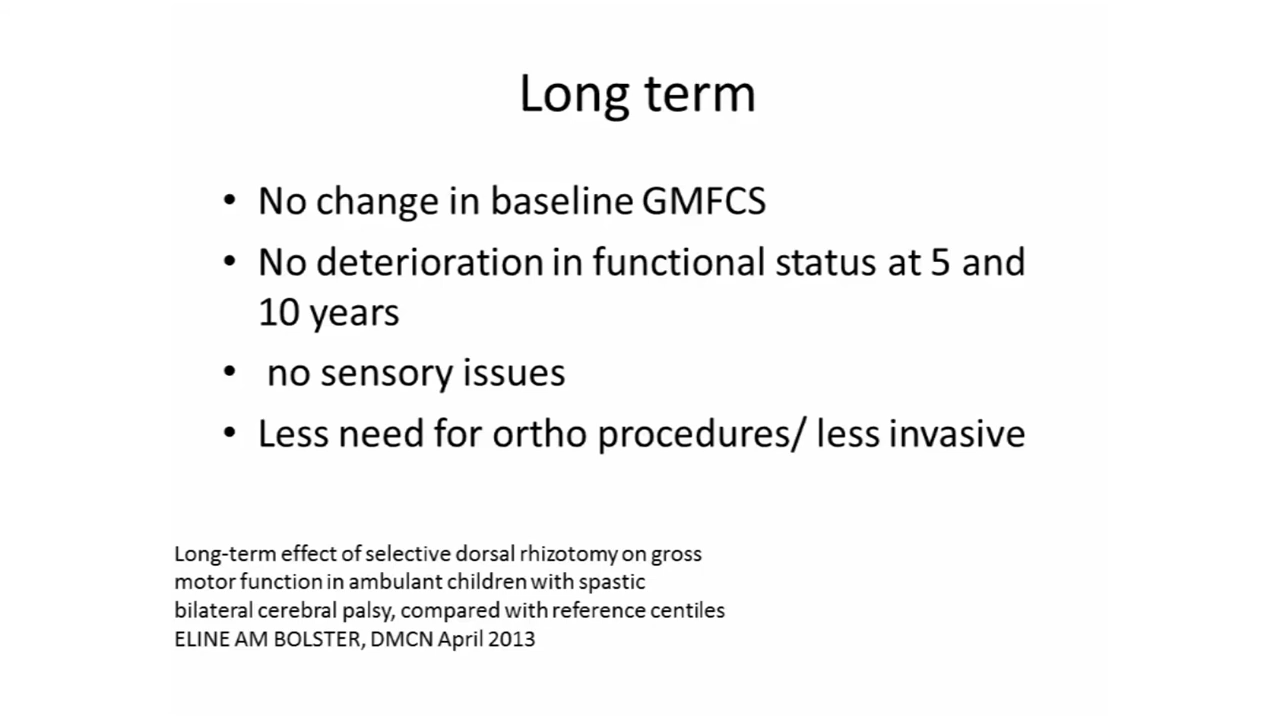 Long term
• No change in baseline GMFCS
• No deterioration in functional status at 5 and
10 years
• no sensory issues
• Less need for ortho procedures/ less invasive
Long-term effect of selective dorsal rhizotomy on gross
motor function in ambulant children with spastic
bilateral cerebral palsy, compared with reference centiles
ELINE AM BOLSTER, DMCN April 2013